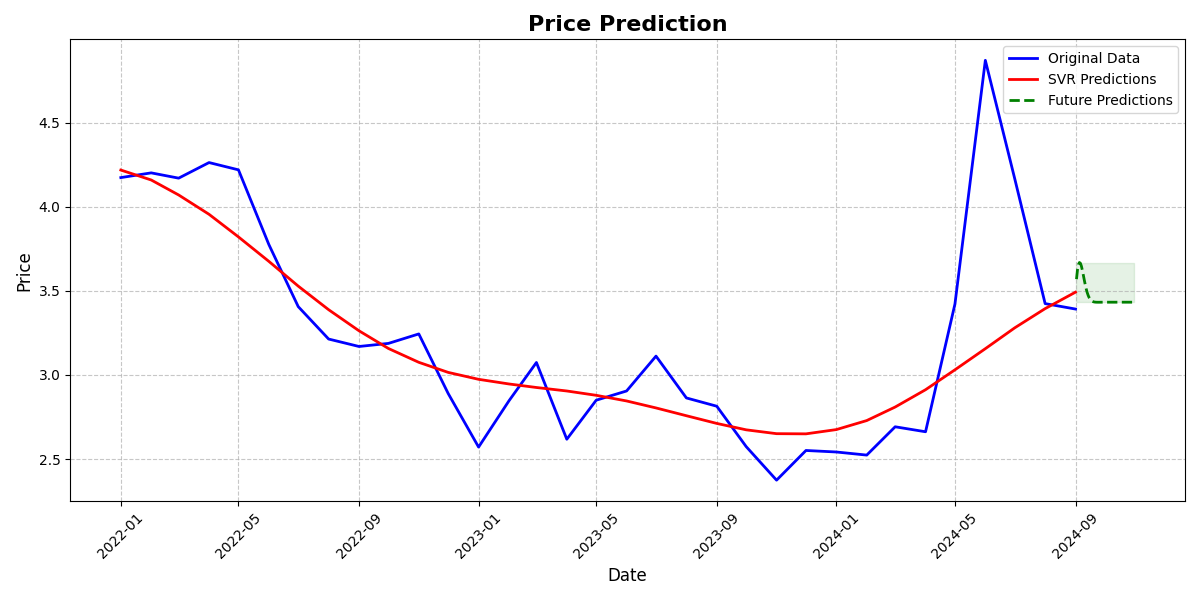 Price Prediction
Original Data
SVR Predictions
Future Predictions
Price
4.5
4.0
3.5
3.0
2.5
2022-01
2022-05
2022-09
2023-01
2023-05
2023-09
2024-01
2024-05
2024-09
Date